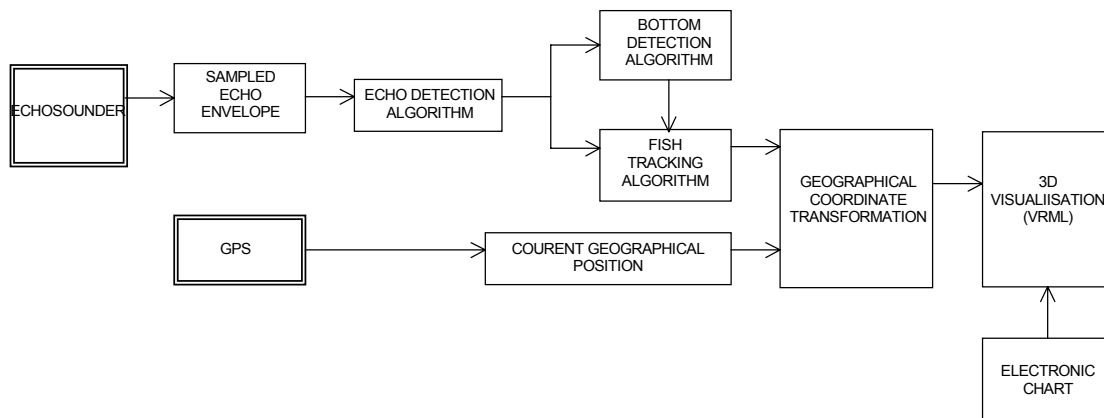 BOTTOM
DETECTION
ALGORITHM
ECHOSOUNDER
SAMPLED
ECHO
ENVELOPE
ECHO DETECTION
ALGORITHM
FISH
TRACKING
ALGORITHM
GEOGRAPHICAL
COORDINATE
TRANSFORMATION
3D
VISUALIISATION
(VRML)
GPS
COURENT GEOGRAPHICAL
POSITION
ELECTRONIC
CHART